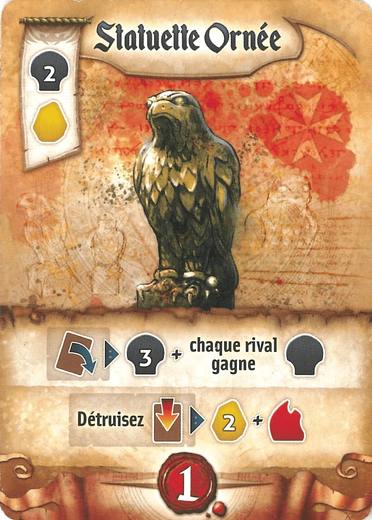 Statuette Ornée
2
3 + chaque rival
gagne
Détruisez 2 +
1